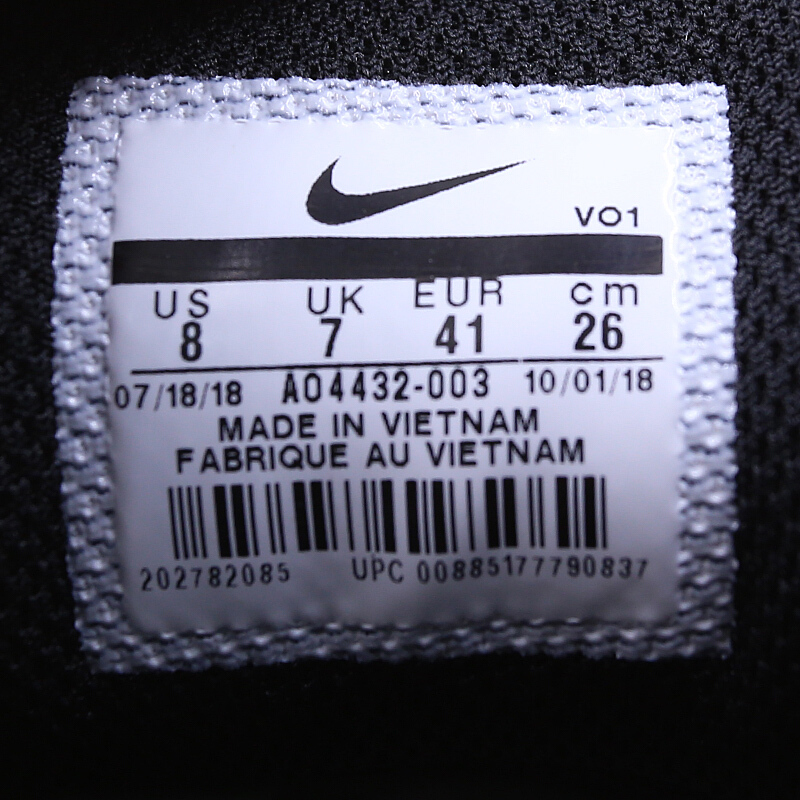 VO1
US UK EUR cm
8 7 41 26
07/18/18 AO4432-003 10/01/18
MADE IN VIETNAM
FABRIQUE AU VIETNAM
202782085 UPC 00885177790837